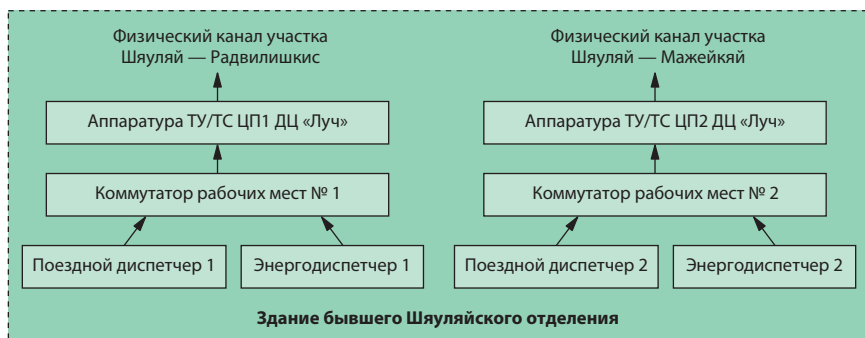 Физический канал участка
Шяуляй — Радвилишкис
Физический канал участка
Шяуляй — Мажейкяй
Аппаратура ТУ/ТС ЦП1 ДЦ «Луч»
Аппаратура ТУ/ТС ЦП2 ДЦ «Луч»
Коммутатор рабочих мест № 1
Коммутатор рабочих мест № 2
Поездной диспетчер 1
Энергодиспетчер 1
Поездной диспетчер 2
Энергодиспетчер 2
Здание бывшего Шяуляйского отделения